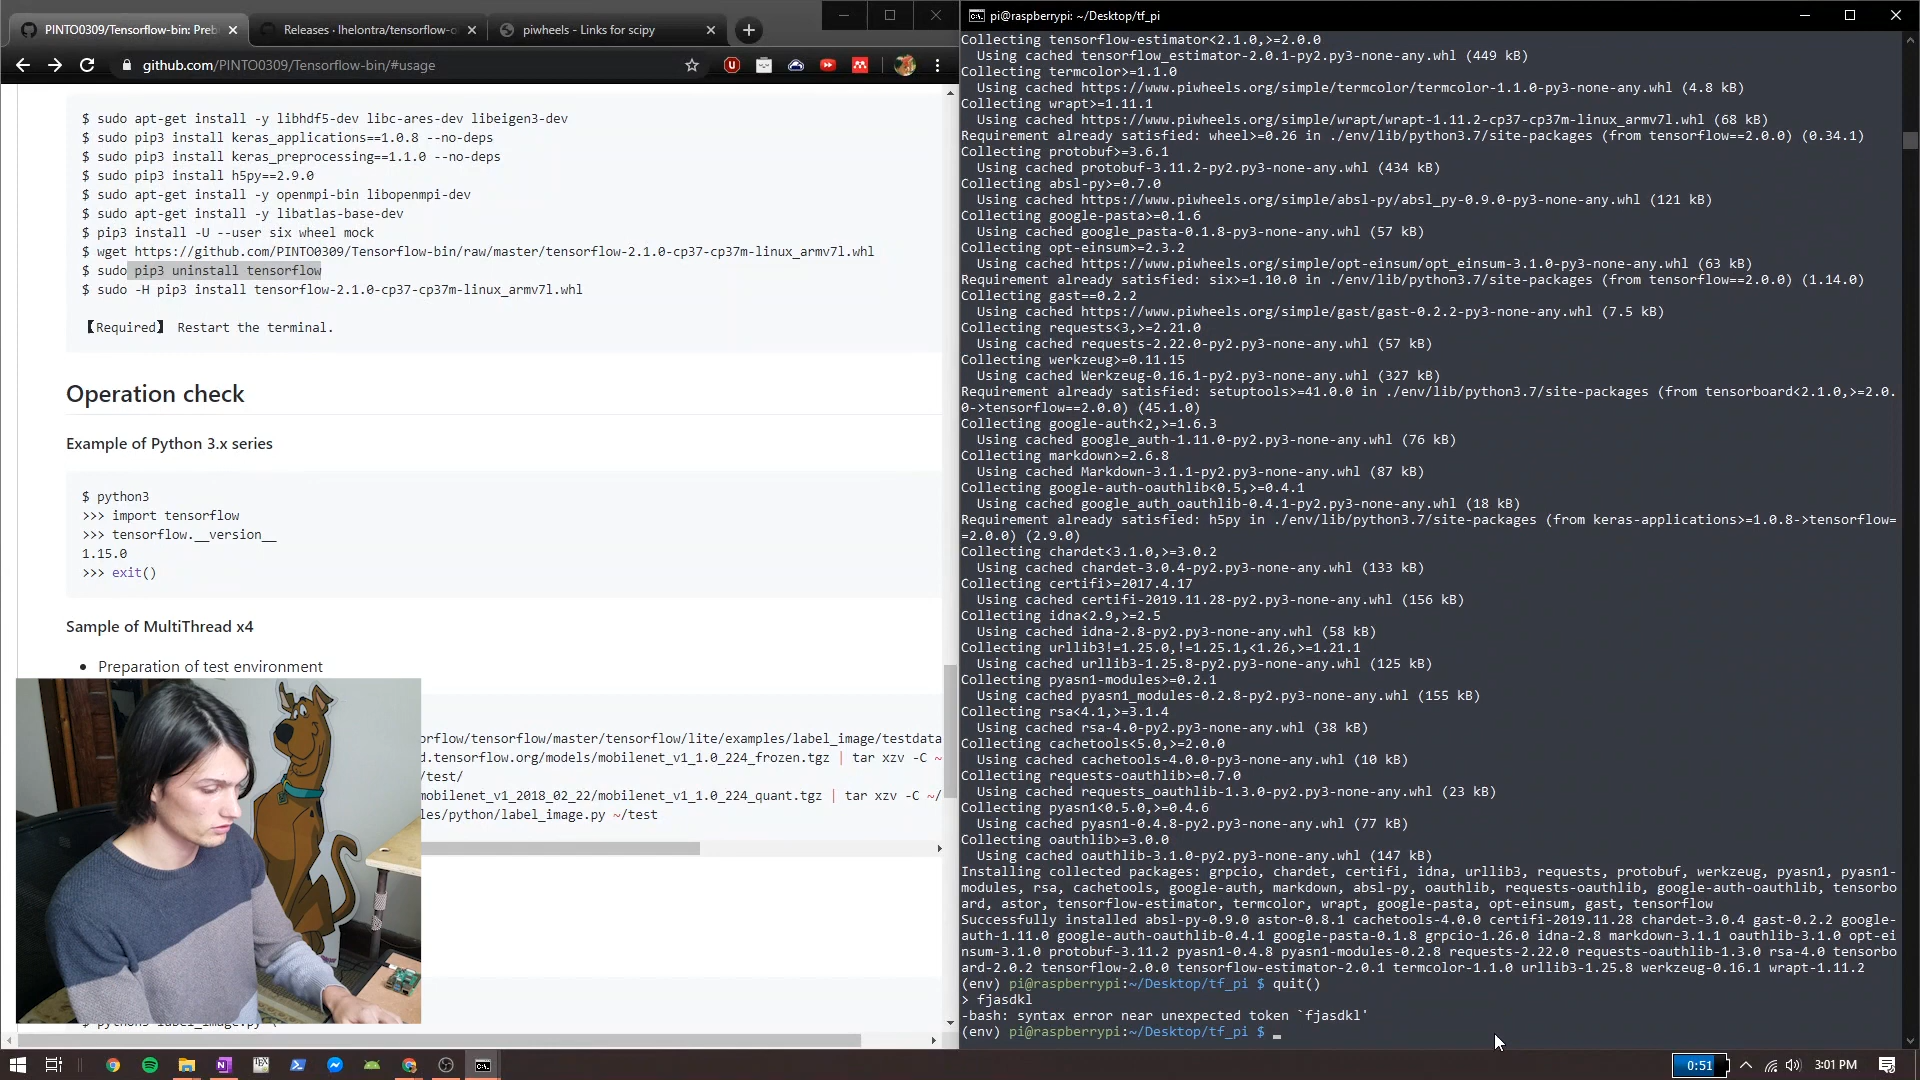 PINTO0309/Tensorflow-bin: Preb
Releases · lhelontra/tensorflow-o
piwheels - Links for scipy
github.com/PINTO0309/Tensorflow-bin/#usage
$ sudo apt-get install -y libhdf5-dev libc-ares-dev libeigen3-dev
$ sudo pip3 install keras_applications==1.0.8 --no-deps
$ sudo pip3 install keras_preprocessing==1.1.0 --no-deps
$ sudo pip3 install h5py==2.9.0
$ sudo apt-get install -y openmpi-bin libopenmpi-dev
$ sudo apt-get install -y libatlas-base-dev
$ pip3 install -U --user six wheel mock
$ wget https://github.com/PINTO0309/Tensorflow-bin/raw/master/tensorflow-2.1.0-cp37-cp37m-linux_armv7l.whl
$ sudo pip3 uninstall tensorflow
$ sudo -H pip3 install tensorflow-2.1.0-cp37-cp37m-linux_armv7l.whl
【Required】 Restart the terminal.
Operation check
Example of Python 3.x series
$ python3
>>> import tensorflow
>>> tensorflow.__version__
1.15.0
>>> exit()
Sample of MultiThread x4
• Preparation of test environment
orflow/tensorflow/master/tensorflow/lite/examples/label_image/testdata
d.tensorflow.org/models/mobilenet_v1_1.0_224_frozen.tgz | tar xzv -C ~
/test/
mobilenet_v1_2018_02_22/mobilenet_v1_1.0_224_quant.tgz | tar xzv -C ~/
les/python/label_image.py ~/test
pi@raspberrypi: ~/Desktop/tf_pi
Collecting tensorflow-estimator<2.1.0,>=2.0.0
Using cached tensorflow_estimator-2.0.1-py2.py3-none-any.whl (449 kB)
Collecting termcolor>=1.1.0
Using cached https://www.piwheels.org/simple/termcolor/termcolor-1.1.0-py3-none-any.whl (4.8 kB)
Collecting wrapt>=1.11.1
Using cached https://www.piwheels.org/simple/wrapt/wrapt-1.11.2-cp37-cp37m-linux_armv7l.whl (68 kB)
Requirement already satisfied: wheel>=0.26 in ./env/lib/python3.7/site-packages (from tensorflow==2.0.0) (0.34.1)
Collecting protobuf>=3.6.1
Using cached protobuf-3.11.2-py2.py3-none-any.whl (434 kB)
Collecting absl-py>=0.7.0
Using cached https://www.piwheels.org/simple/absl-py/absl_py-0.9.0-py3-none-any.whl (121 kB)
Collecting google-pasta>=0.1.6
Using cached google_pasta-0.1.8-py3-none-any.whl (57 kB)
Collecting opt-einsum>=2.3.2
Using cached https://www.piwheels.org/simple/opt-einsum/opt_einsum-3.1.0-py3-none-any.whl (63 kB)
Requirement already satisfied: six>=1.10.0 in ./env/lib/python3.7/site-packages (from tensorflow==2.0.0) (1.14.0)
Collecting gast==0.2.2
Using cached https://www.piwheels.org/simple/gast/gast-0.2.2-py3-none-any.whl (7.5 kB)
Collecting requests<3,>=2.21.0
Using cached requests-2.22.0-py2.py3-none-any.whl (57 kB)
Collecting werkzeug>=0.11.15
Using cached Werkzeug-0.16.1-py2.py3-none-any.whl (327 kB)
Requirement already satisfied: setuptools>=41.0.0 in ./env/lib/python3.7/site-packages (from tensorboard<2.1.0,>=2.0.
0->tensorflow==2.0.0) (45.1.0)
Collecting google-auth<2,>=1.6.3
Using cached google_auth-1.11.0-py2.py3-none-any.whl (76 kB)
Collecting markdown>=2.6.8
Using cached Markdown-3.1.1-py2.py3-none-any.whl (87 kB)
Collecting google-auth-oauthlib<0.5,>=0.4.1
Using cached google_auth_oauthlib-0.4.1-py2.py3-none-any.whl (18 kB)
Requirement already satisfied: h5py in ./env/lib/python3.7/site-packages (from keras-applications>=1.0.8->tensorflow=
=2.0.0) (2.9.0)
Collecting chardet<3.1.0,>=3.0.2
Using cached chardet-3.0.4-py2.py3-none-any.whl (133 kB)
Collecting certifi>=2017.4.17
Using cached certifi-2019.11.28-py2.py3-none-any.whl (156 kB)
Collecting idna<2.9,>=2.5
Using cached idna-2.8-py2.py3-none-any.whl (58 kB)
Collecting urllib3!=1.25.0,!=1.25.1,<1.26,>=1.21.1
Using cached urllib3-1.25.8-py2.py3-none-any.whl (125 kB)
Collecting pyasn1-modules>=0.2.1
Using cached pyasn1_modules-0.2.8-py2.py3-none-any.whl (155 kB)
Collecting rsa<4.1,>=3.1.4
Using cached rsa-4.0-py2.py3-none-any.whl (38 kB)
Collecting cachetools<5.0,>=2.0.0
Using cached cachetools-4.0.0-py3-none-any.whl (10 kB)
Collecting requests-oauthlib>=0.7.0
Using cached requests_oauthlib-1.3.0-py2.py3-none-any.whl (23 kB)
Collecting pyasn1<0.5.0,>=0.4.6
Using cached pyasn1-0.4.8-py2.py3-none-any.whl (77 kB)
Collecting oauthlib>=3.0.0
Using cached oauthlib-3.1.0-py2.py3-none-any.whl (147 kB)
Installing collected packages: grpcio, chardet, certifi, idna, urllib3, requests, protobuf, werkzeug, pyasn1, pyasn1-
modules, rsa, cachetools, google-auth, markdown, absl-py, oauthlib, requests-oauthlib, google-auth-oauthlib, tensorbo
ard, astor, tensorflow-estimator, termcolor, wrapt, google-pasta, opt-einsum, gast, tensorflow
Successfully installed absl-py-0.9.0 astor-0.8.1 cachetools-4.0.0 certifi-2019.11.28 chardet-3.0.4 gast-0.2.2 google-
auth-1.11.0 google-auth-oauthlib-0.4.1 google-pasta-0.1.8 grpcio-1.26.0 idna-2.8 markdown-3.1.1 oauthlib-3.1.0 opt-ei
nsum-3.1.0 protobuf-3.11.2 pyasn1-0.4.8 pyasn1-modules-0.2.8 requests-2.22.0 requests-oauthlib-1.3.0 rsa-4.0 tensorbo
ard-2.0.2 tensorflow-2.0.0 tensorflow-estimator-2.0.1 termcolor-1.1.0 urllib3-1.25.8 werkzeug-0.16.1 wrapt-1.11.2
(env) pi@raspberrypi:~/Desktop/tf_pi $ quit()
> fjasdkl
-bash: syntax error near unexpected token `fjasdkl'
(env) pi@raspberrypi:~/Desktop/tf_pi $
0:51
3:01 PM